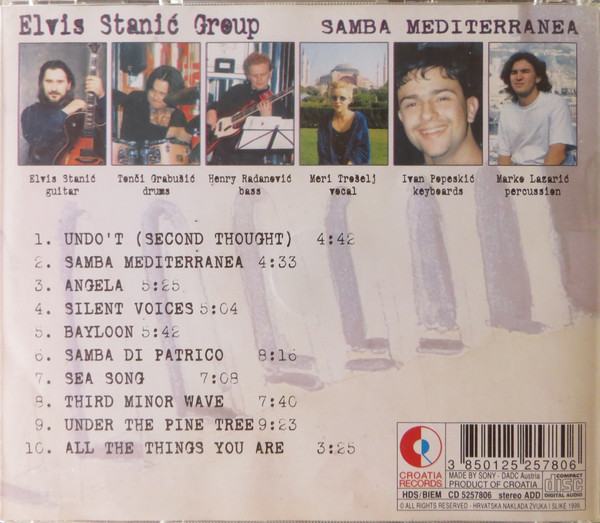 Elvis Stanić Group
SAMBA MEDITERRANEA
Elvis Stanić
guitar
Tonči Grabušić
drums
Henry Radanović
bass
Meri Trošelj
vocal
Ivan Popeskić
keyboards
Marko Lazarić
percussion
1. UNDO'T (SECOND THOUGHT) 4:42
2. SAMBA MEDITERRANEA 4:33
3. ANGELA 5:25
4. SILENT VOICES 5:04
5. BAYLOON 5:42
6. SAMBA DI PATRICO 8:16
7. SEA SONG 7:08
8. THIRD MINOR WAVE 7:40
9. UNDER THE PINE TREE 9:23
10. ALL THE THINGS YOU ARE 3:25
CROATIA
RECORDS
3 850125 257806
MADE BY SONY - DADC Austria
PRODUCT OF CROATIA
COMPACT
disc
DIGITAL AUDIO
HDS/BIEM CD 5257806 stereo ADD
© ALL RIGHTS RESERVED - HRVATSKA NAKLADA ZVUKA I SLIKE 1999.